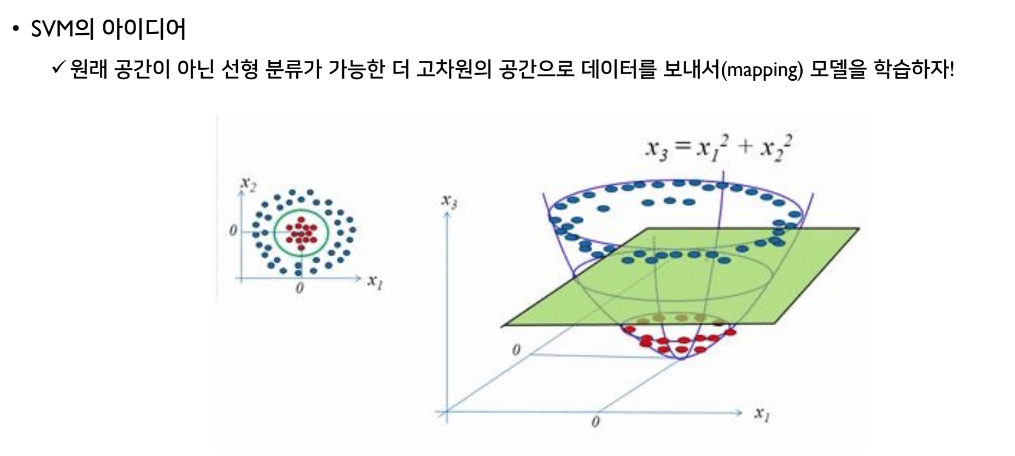 • SVM의 아이디어
✓원래 공간이 아닌 선형 분류가 가능한 더 고차원의 공간으로 데이터를 보내서(mapping) 모델을 학습하자!
x₃ = x₁² + x₂²
x₂
x₃
0
x₁
0
0
x₁
0